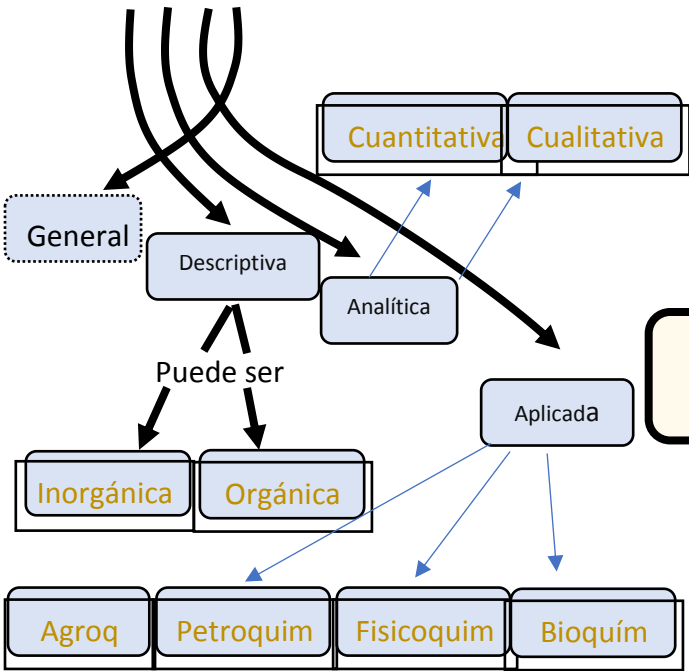 Cuantitativa
Cualitativa
General
Descriptiva
Analítica
Puede ser
Aplicada
Inorgánica
Orgánica
Agroq
Petroquim
Fisicoquim
Bioquím